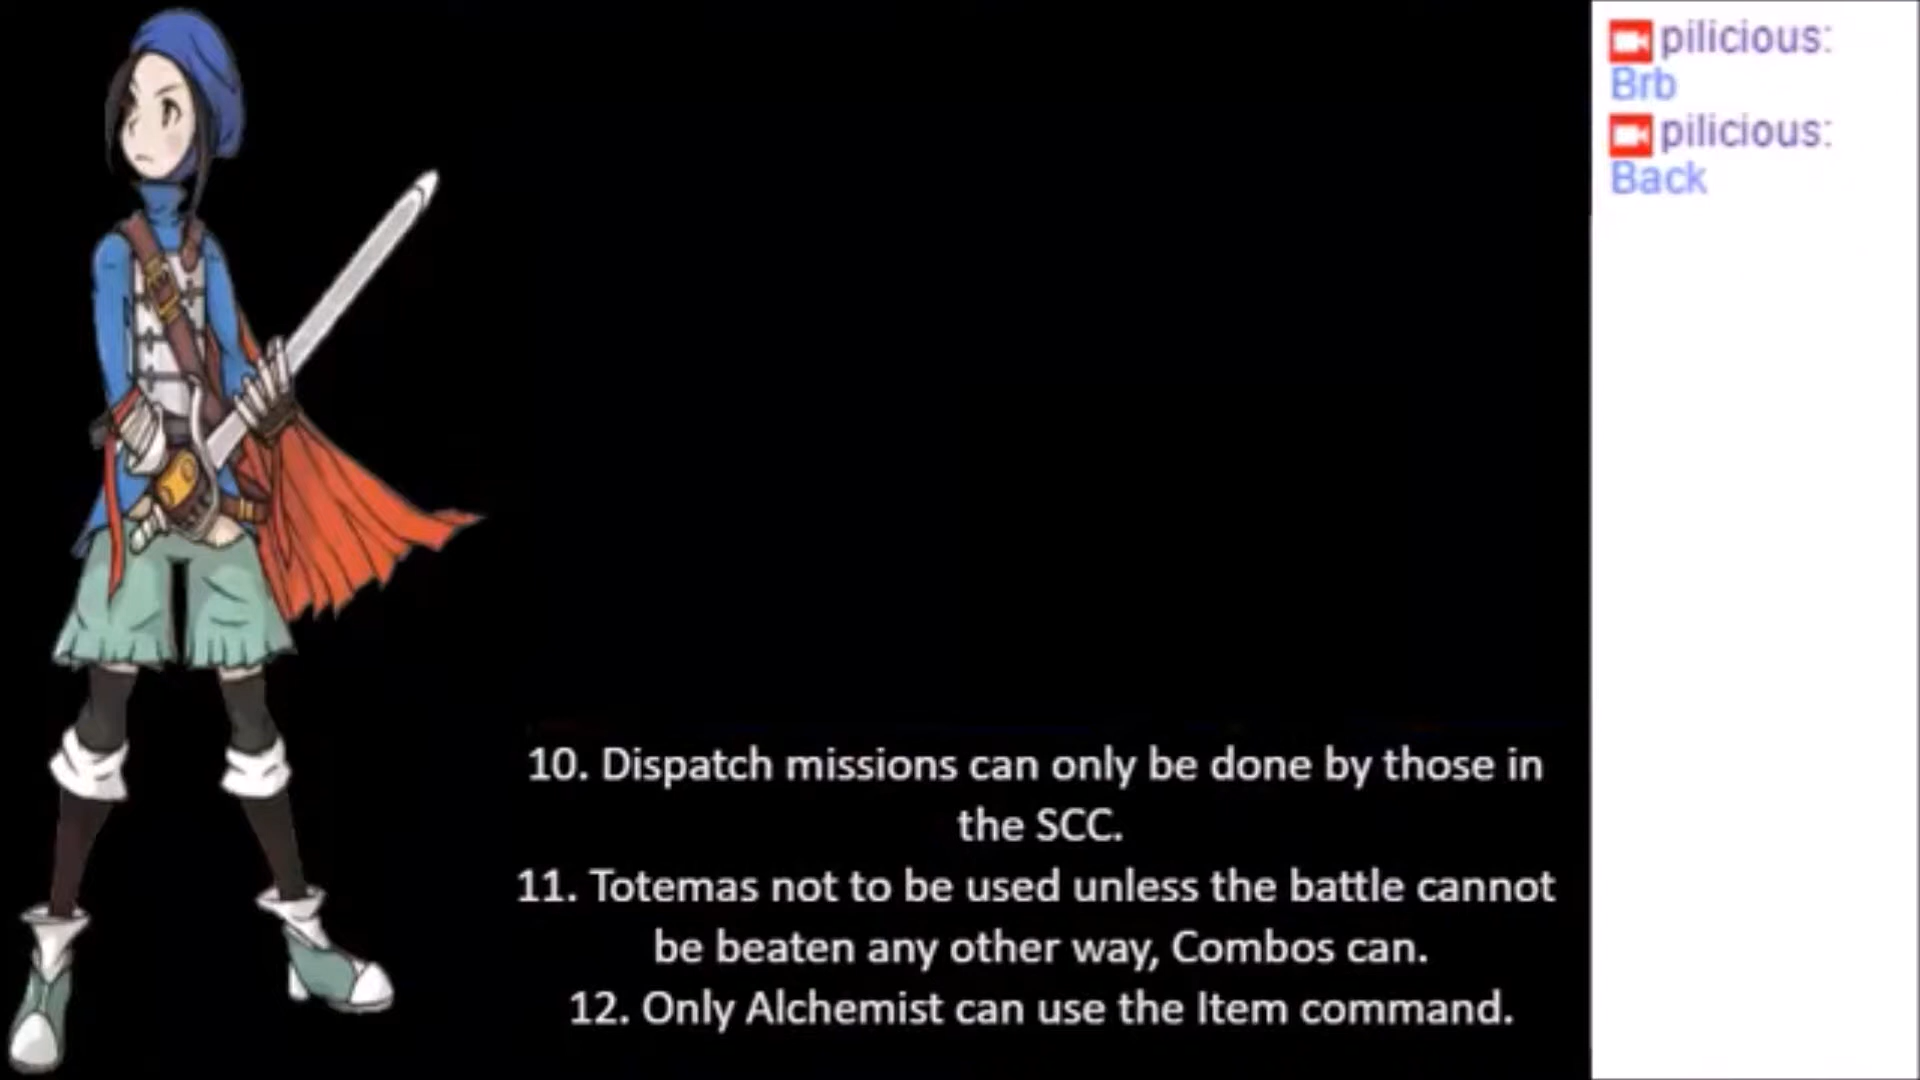 pilicious:
Brb
pilicious:
Back
10. Dispatch missions can only be done by those in
the SCC.
11. Totemas not to be used unless the battle cannot
be beaten any other way, Combos can.
12. Only Alchemist can use the Item command.